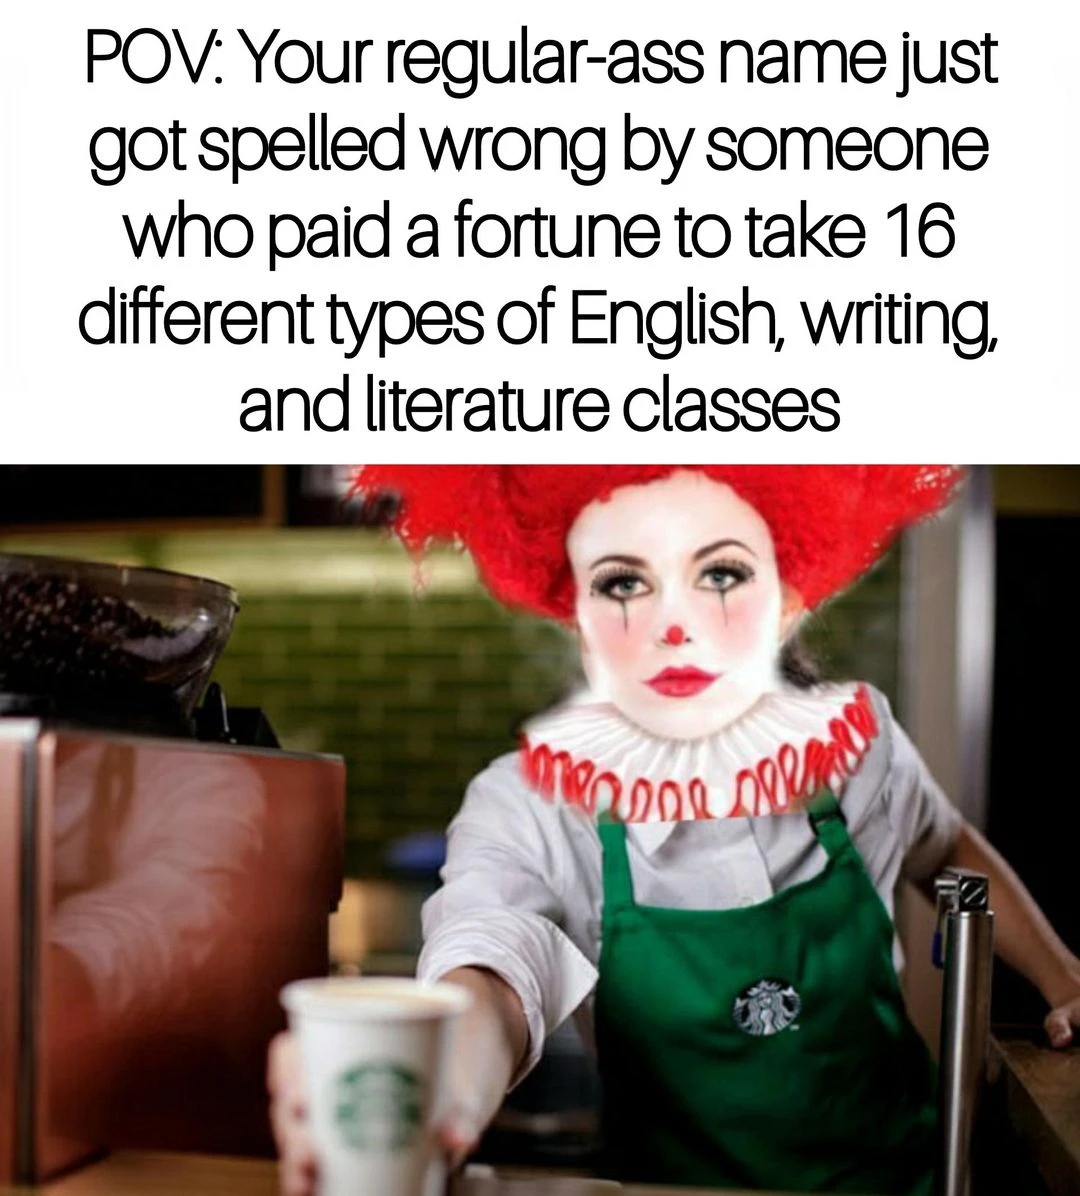 POV: Your regular-ass name just
got spelled wrong by someone
who paid a fortune to take 16
different types of English, writing,
and literature classes